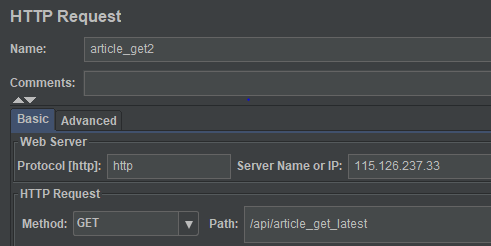 HTTP Request
Name: article_get2
Comments:
Basic Advanced
Web Server
Protocol [http]: http Server Name or IP: 115.126.237.33
HTTP Request
Method: GET Path: /api/article_get_latest